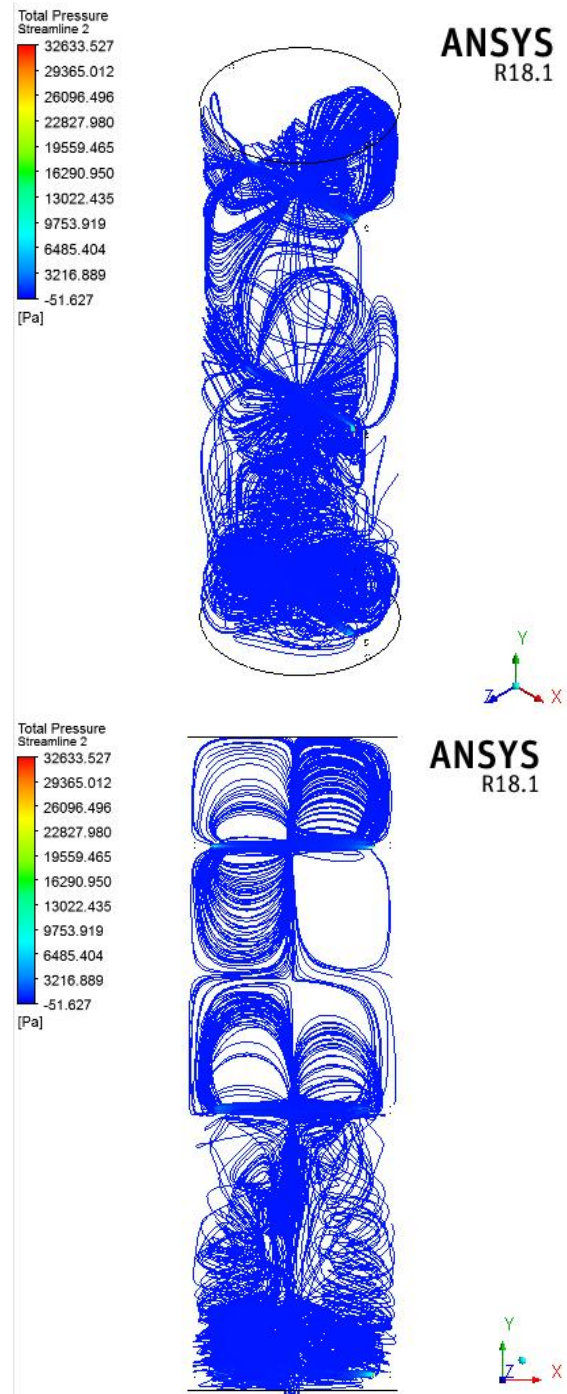 Total Pressure
Streamline 2
32633.527
29365.012
26096.496
22827.980
19559.465
16290.950
13022.435
9753.919
6485.404
3216.889
-51.627
[Pa]
ANSYS
R18.1
Y
Z
X
Total Pressure
Streamline 2
32633.527
29365.012
26096.496
22827.980
19559.465
16290.950
13022.435
9753.919
6485.404
3216.889
-51.627
[Pa]
ANSYS
R18.1
Y
Z
X